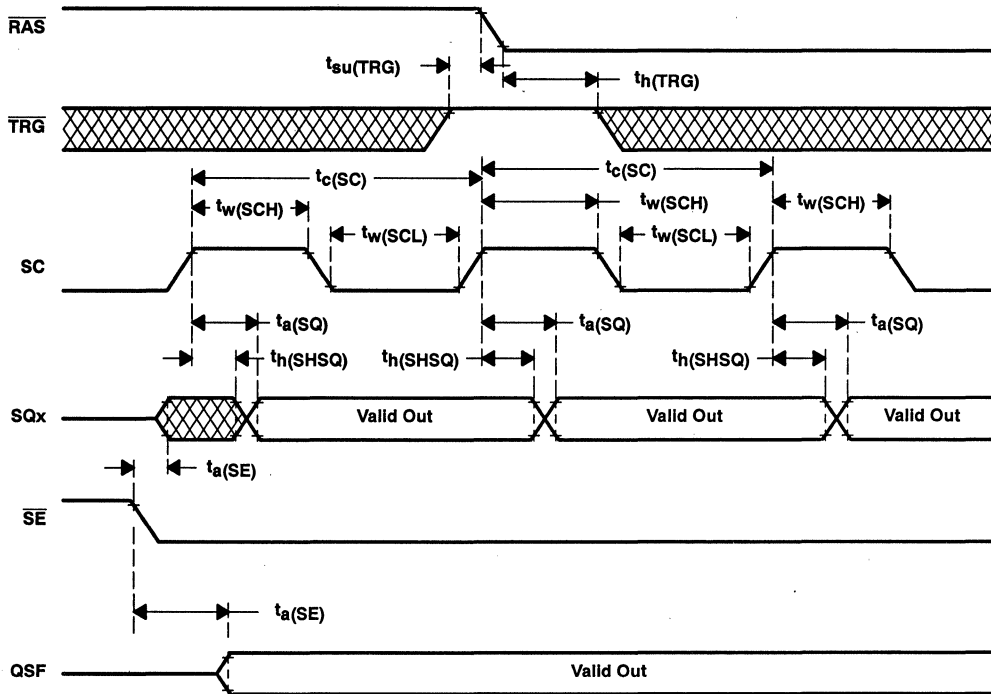 RAS
tsu(TRG)
th(TRG)
TRG
tc(SC)
tc(SC)
tw(SCH)
tw(SCH)
tw(SCH)
tw(SCL)
tw(SCL)
SC
ta(SQ)
ta(SQ)
ta(SQ)
th(SHSQ)
th(SHSQ)
th(SHSQ)
SQx
Valid Out
Valid Out
Valid Out
ta(SE)
SE
ta(SE)
QSF
Valid Out